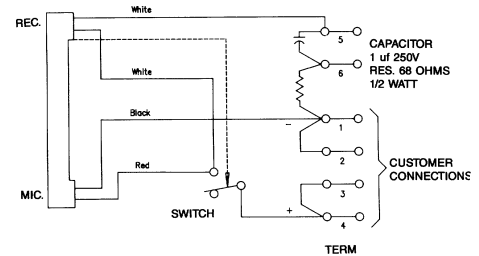 White
REC.
5
CAPACITOR
1 uf 250V
RES. 68 OHMS
1/2 WATT
6
White
Black
-
1
2
CUSTOMER
CONNECTIONS
Red
3
MIC.
SWITCH
+
4
TERM